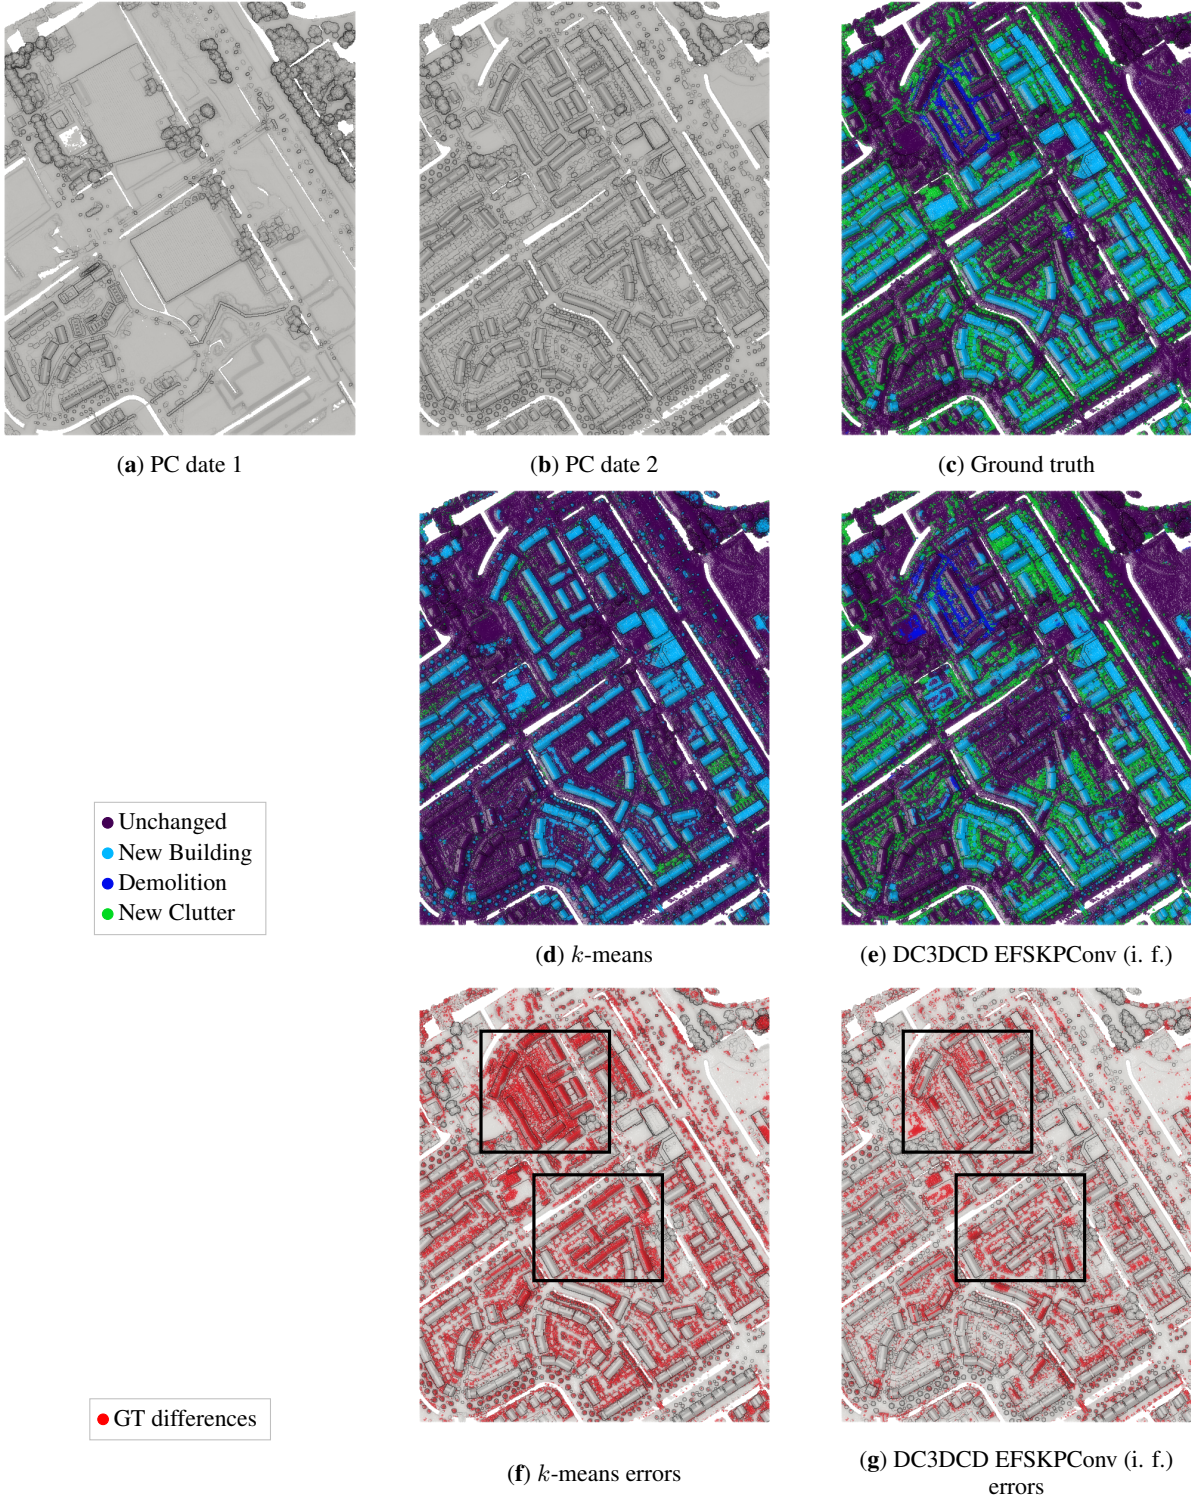 (a) PC date 1
(b) PC date 2
(c) Ground truth
Unchanged
New Building
Demolition
New Clutter
(d) k-means
(e) DC3DCD EFSKPConv (i. f.)
GT differences
(f) k-means errors
(g) DC3DCD EFSKPConv (i. f.)
errors